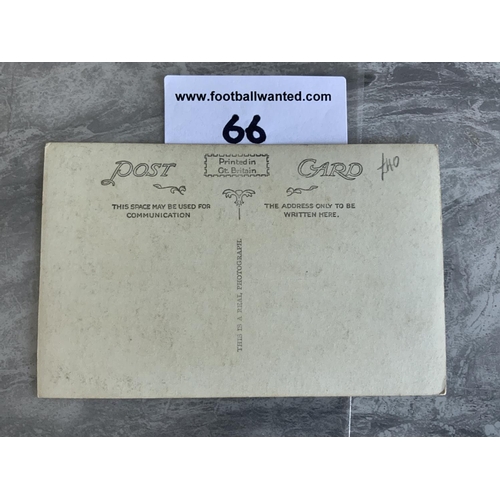 www.footballwanted.com
66
POST CARD
Printed in
Gt. Britain
THIS SPACE MAY BE USED FOR
COMMUNICATION
THE ADDRESS ONLY TO BE
WRITTEN HERE.
THIS IS A REAL PHOTOGRAPH.